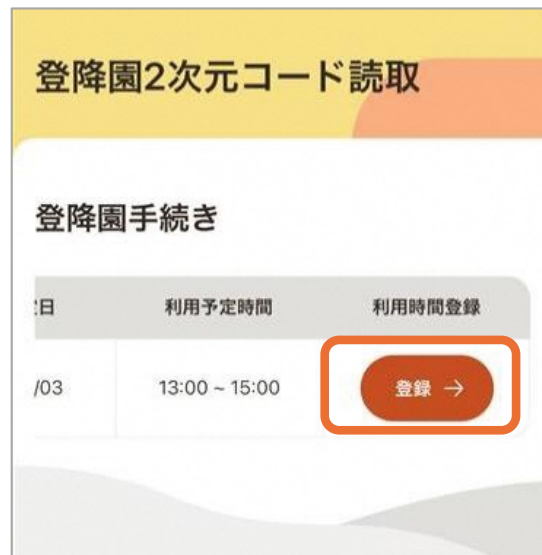 登降園2次元コード読取
登降園手続き
日 利用予定時間 利用時間登録
/03 13:00 ~ 15:00 登録 →